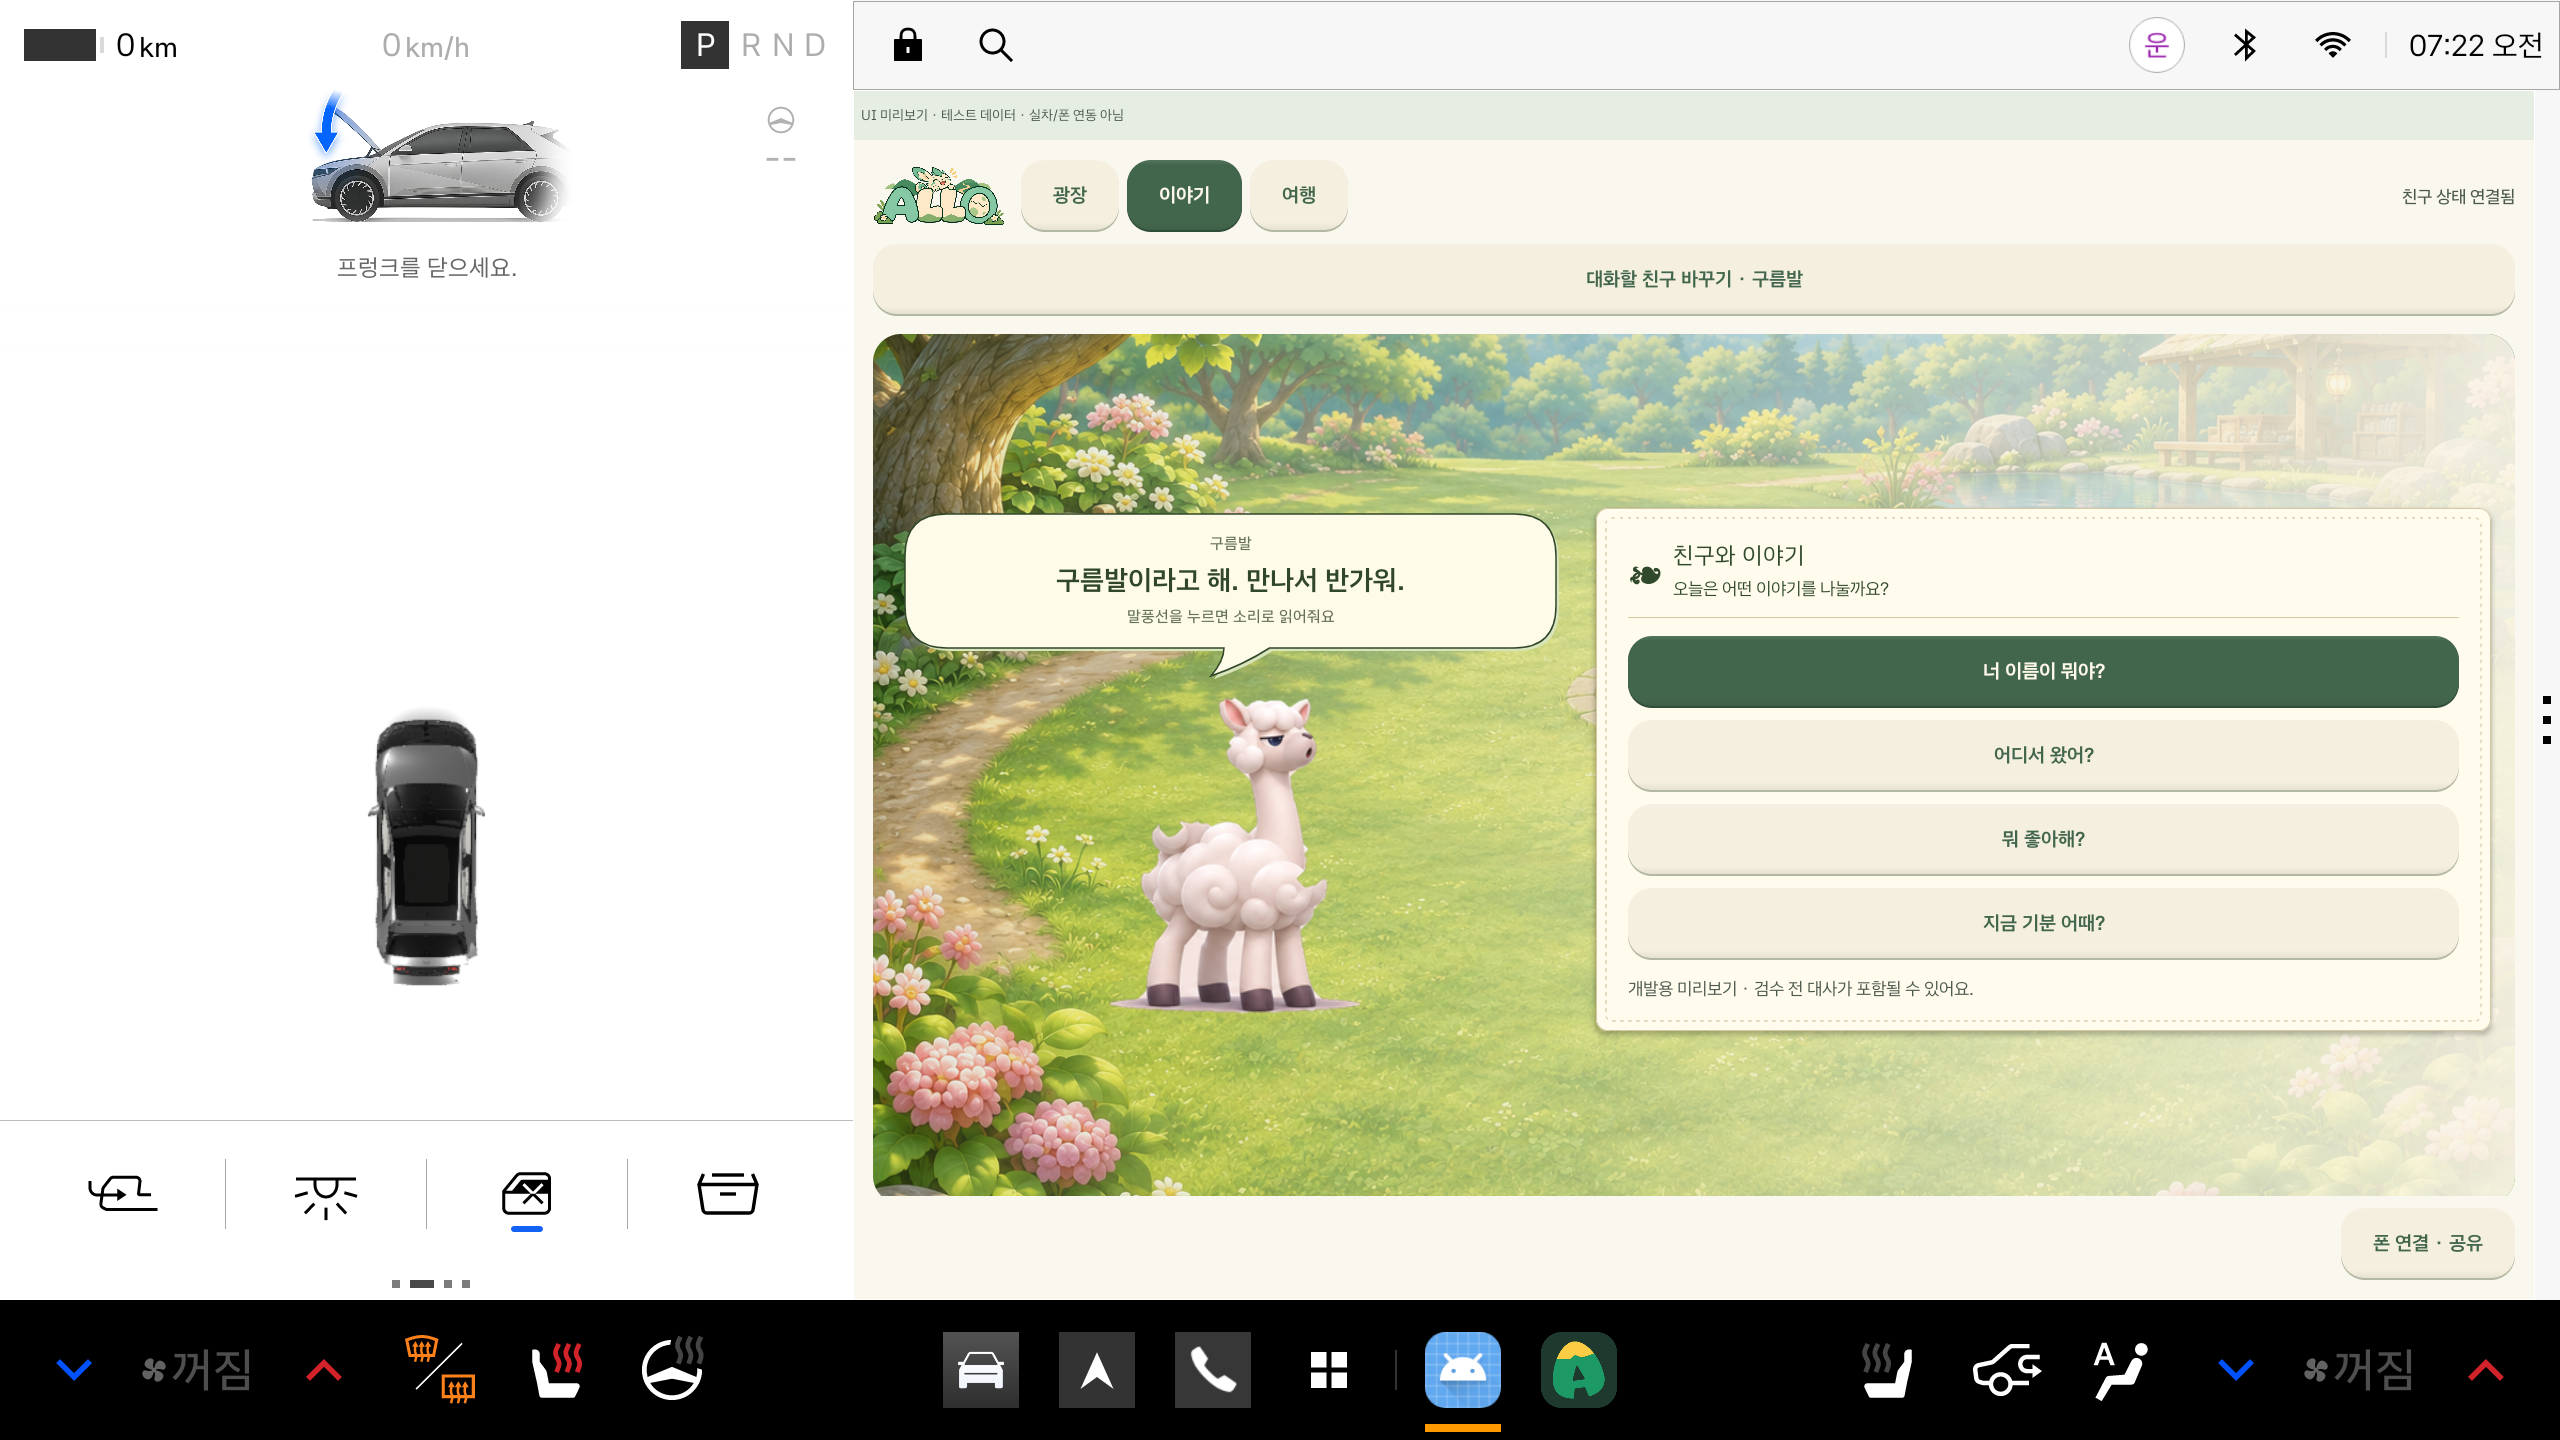 0 km
0 km/h
P R N D
운
07:22 오전
프렁크를 닫으세요.
UI 미리보기 · 테스트 데이터 · 실차/폰 연동 아님
ALLO
광장
이야기
여행
친구 상태 연결됨
대화할 친구 바꾸기 · 구름발
구름발
구름발이라고 해. 만나서 반가워.
말풍선을 누르면 소리로 읽어줘요
친구와 이야기
오늘은 어떤 이야기를 나눌까요?
너 이름이 뭐야?
어디서 왔어?
뭐 좋아해?
지금 기분 어때?
개발용 미리보기 · 검수 전 대사가 포함될 수 있어요.
폰 연결 · 공유
꺼짐
A
A
꺼짐